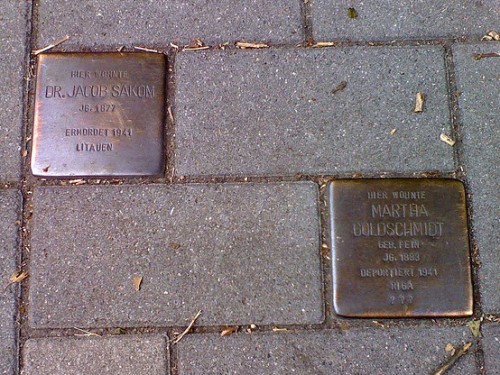 HIER WOHNTE
DR. JACOB SAKOM
JG. 1877
ERMORDET 1941
LITAUEN
HIER WOHNTE
MARTHA
GOLDSCHMIDT
GEB. FEIN
JG. 1883
DEPORTIERT 1941
RIGA
? ? ?